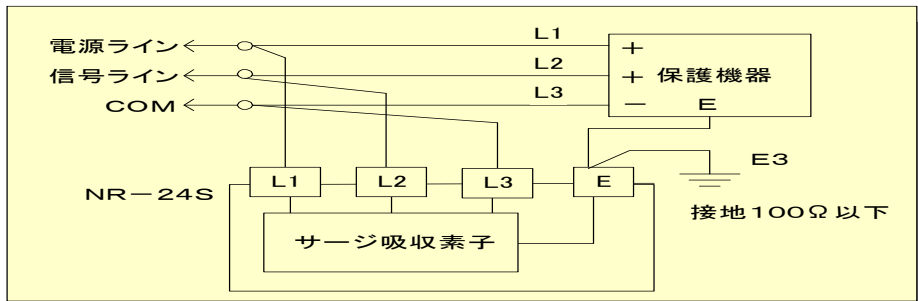 電源ライン
L1
+
信号ライン
L2
+
保護機器
COM
L3
−
E
L1
L2
L3
E
E3
NR−24S
サージ吸収素子
接地100Ω以下